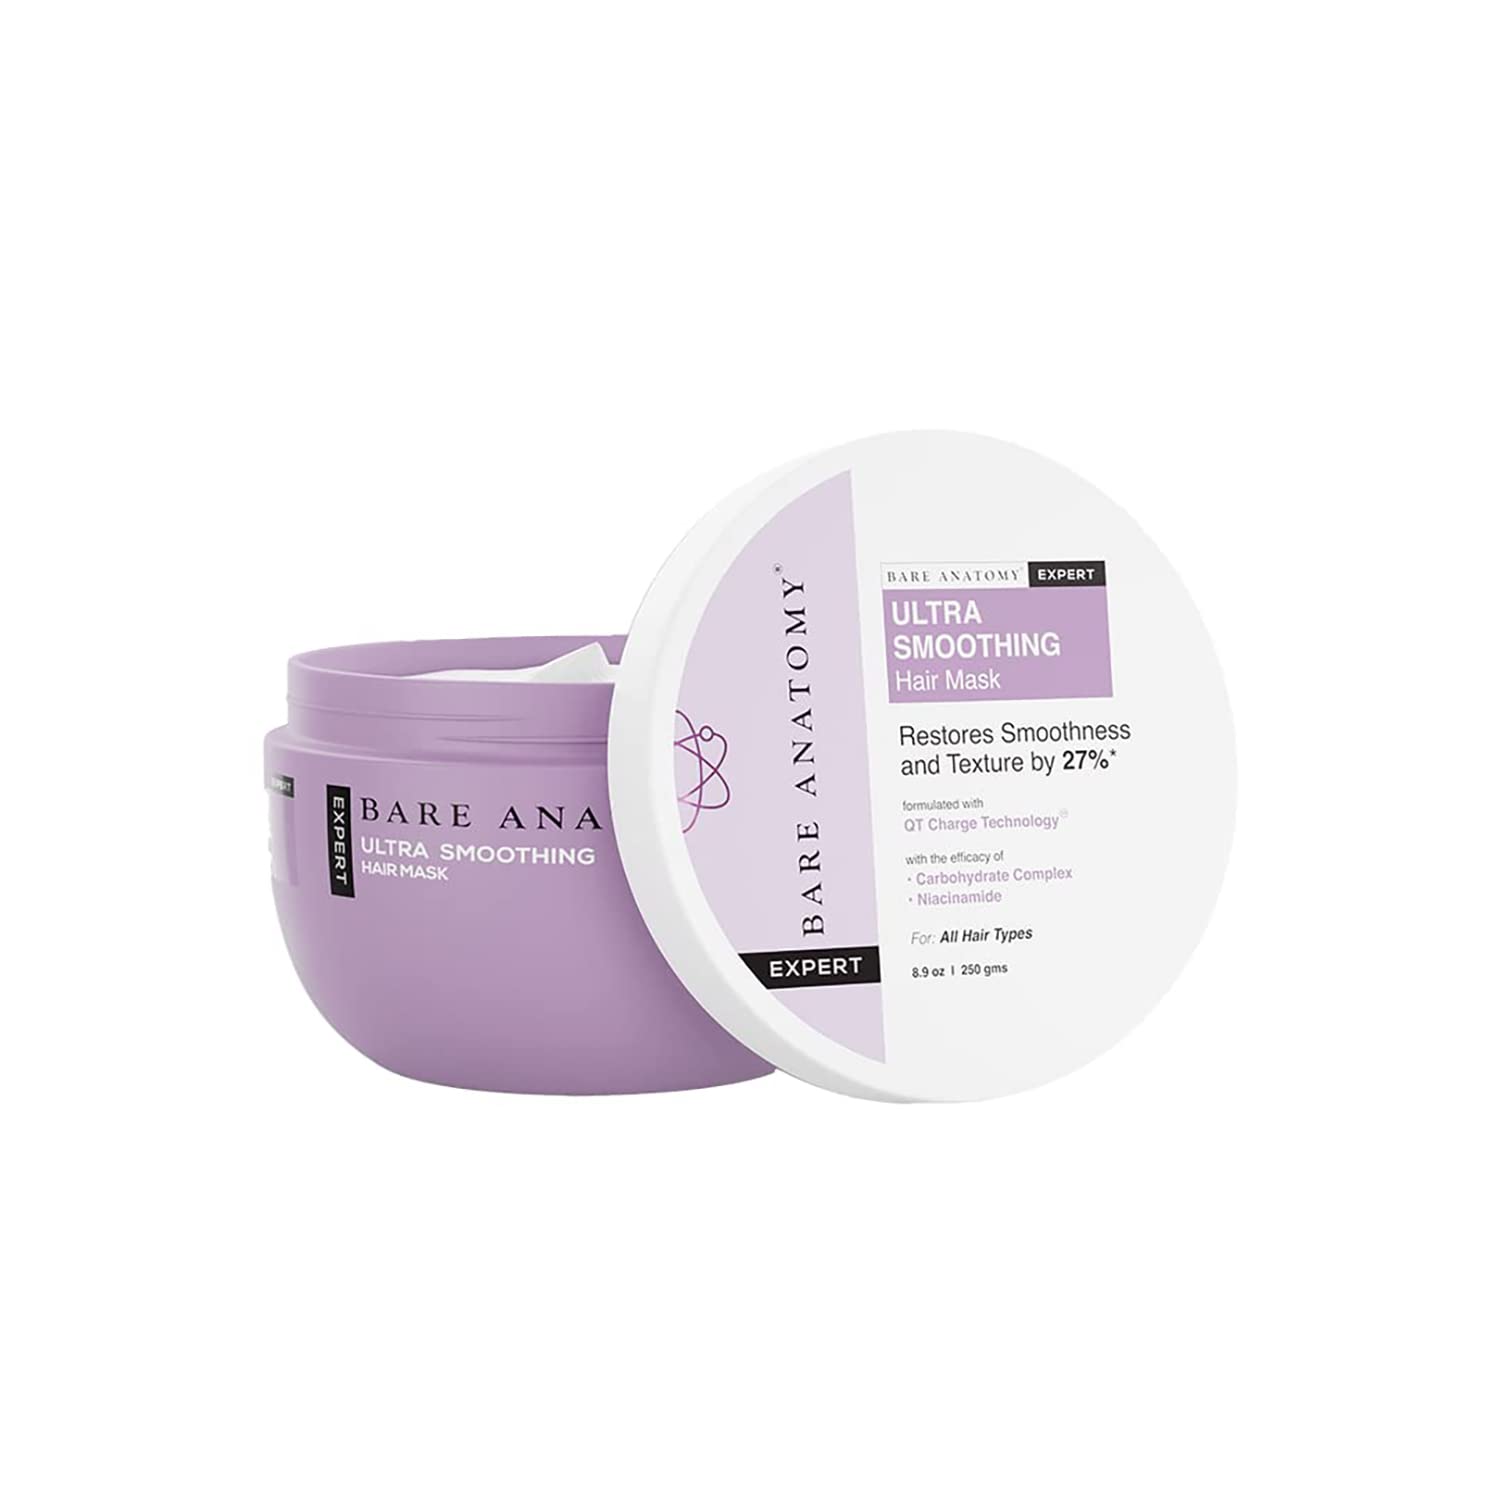 EXPERT
EXPERT
BARE ANA
ULTRA SMOOTHING
HAIR MASK
BARE ANATOMY®
EXPERT
BARE ANATOMY® EXPERT
ULTRA
SMOOTHING
Hair Mask
Restores Smoothness
and Texture by 27%*
formulated with
QT Charge Technology
with the efficacy of
• Carbohydrate Complex
• Niacinamide
For: All Hair Types
8.9 oz | 250 gms